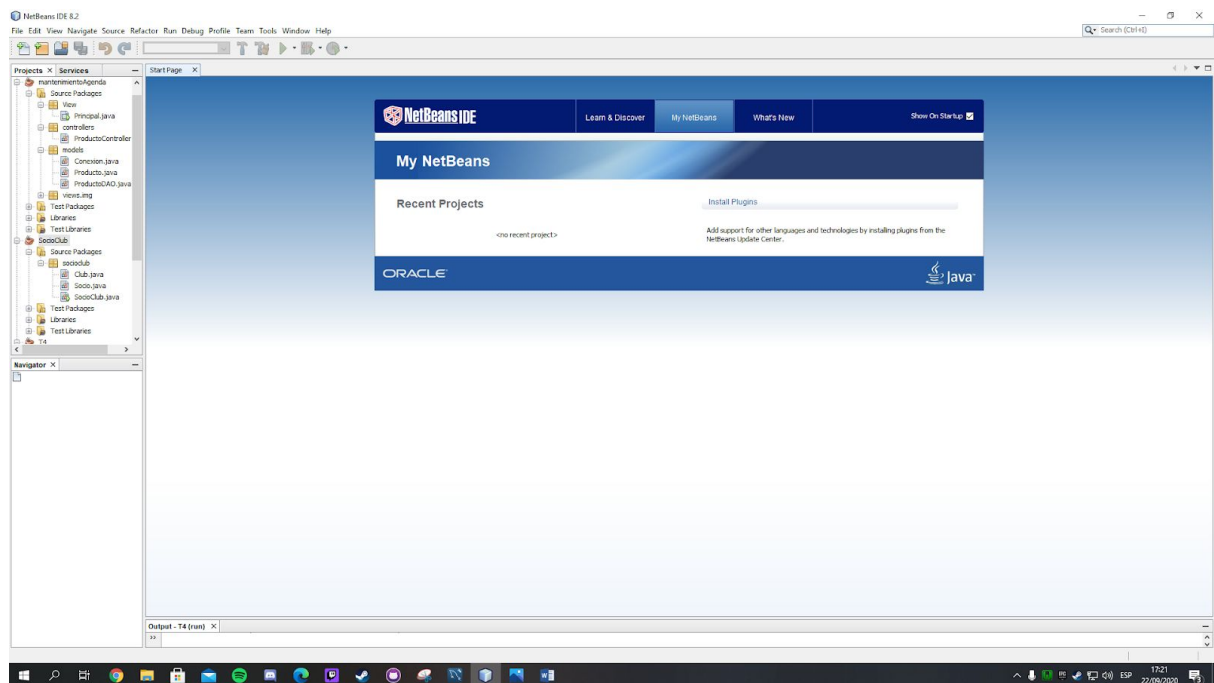 NetBeans IDE 8.2
File Edit View Navigate Source Refactor Run Debug Profile Team Tools Window Help
Search (Ctrl+I)
Projects Services
Start Page
mantenimientoAgenda
Source Packages
View
Principal.java
controllers
ProductoController
models
Conexion.java
Producto.java
ProductoDAO.java
views.img
Test Packages
Libraries
Test Libraries
SocioClub
Source Packages
socioclub
Club.java
Socio.java
SocioClub.java
Test Packages
Libraries
Test Libraries
T4
Navigator
NetBeans IDE
Learn & Discover
My NetBeans
What's New
Show On Startup
My NetBeans
Recent Projects
<no recent project>
Install Plugins
Add support for other languages and technologies by installing plugins from the
NetBeans Update Center.
ORACLE
Java
Output - T4 (run)
ESP
17:21
22/09/2020